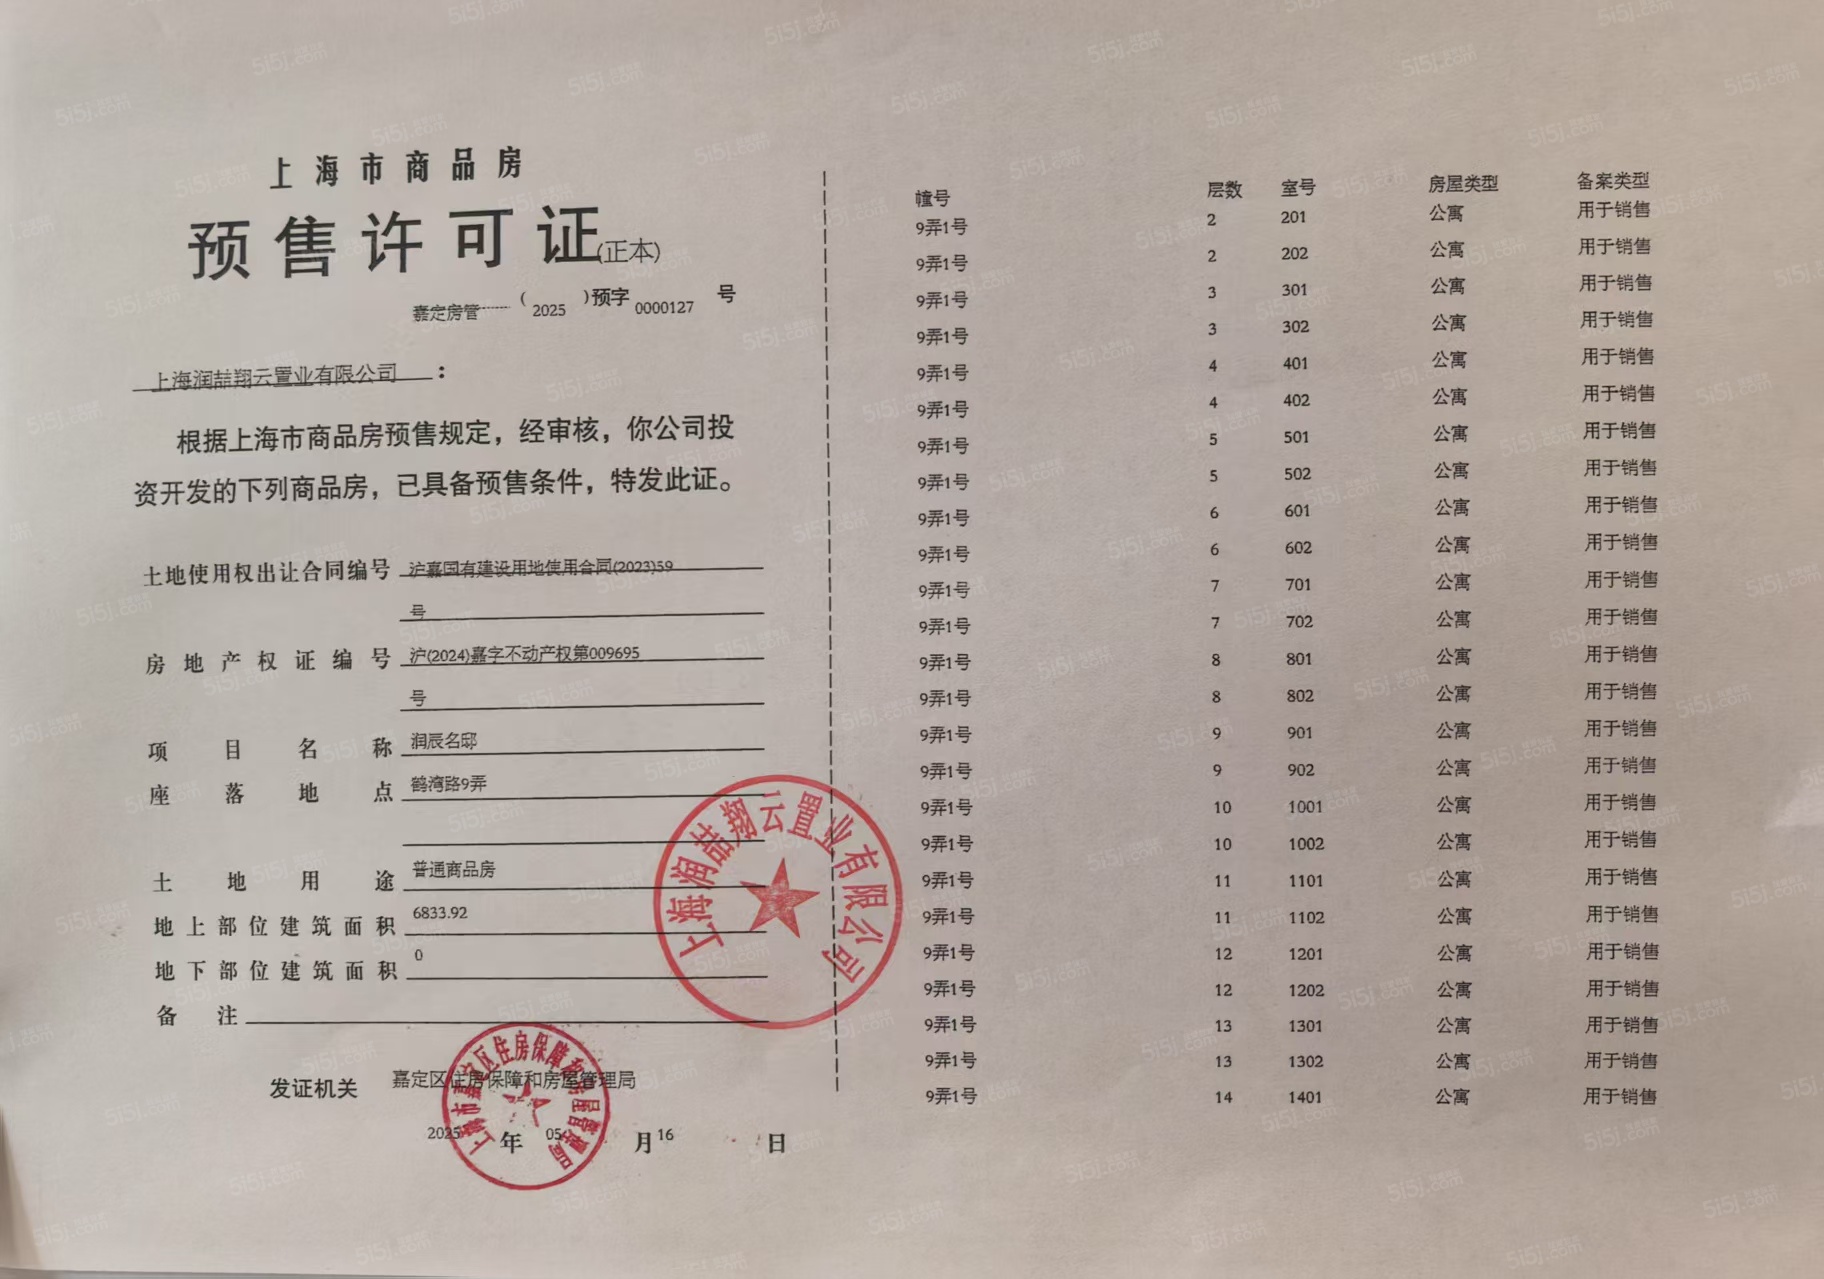 上海市商品房
预售许可证(正本)
嘉定房管 (2025)预字0000127号
上海润喆翔云置业有限公司：
根据上海市商品房预售规定，经审核，你公司投
资开发的下列商品房，已具备预售条件，特发此证。
土地使用权出让合同编号 沪嘉国有建设用地使用合同(2023)59
号
房地产权证编号 沪(2024)嘉字不动产权第009695
号
项目名称 润辰名邸
座落地点 鹤湾路9弄
土地用途 普通商品房
地上部位建筑面积 6833.92
地下部位建筑面积 0
备注
发证机关 嘉定区住房保障和房屋管理局
2025年05月16日
上海润喆翔云置业有限公司
上海市嘉定区住房保障和房屋管理局
幢号 层数 室号 房屋类型 备案类型
9弄1号 2 201 公寓 用于销售
9弄1号 2 202 公寓 用于销售
9弄1号 3 301 公寓 用于销售
9弄1号 3 302 公寓 用于销售
9弄1号 4 401 公寓 用于销售
9弄1号 4 402 公寓 用于销售
9弄1号 5 501 公寓 用于销售
9弄1号 5 502 公寓 用于销售
9弄1号 6 601 公寓 用于销售
9弄1号 6 602 公寓 用于销售
9弄1号 7 701 公寓 用于销售
9弄1号 7 702 公寓 用于销售
9弄1号 8 801 公寓 用于销售
9弄1号 8 802 公寓 用于销售
9弄1号 9 901 公寓 用于销售
9弄1号 9 902 公寓 用于销售
9弄1号 10 1001 公寓 用于销售
9弄1号 10 1002 公寓 用于销售
9弄1号 11 1101 公寓 用于销售
9弄1号 11 1102 公寓 用于销售
9弄1号 12 1201 公寓 用于销售
9弄1号 12 1202 公寓 用于销售
9弄1号 13 1301 公寓 用于销售
9弄1号 13 1302 公寓 用于销售
9弄1号 14 1401 公寓 用于销售
5i5j.com